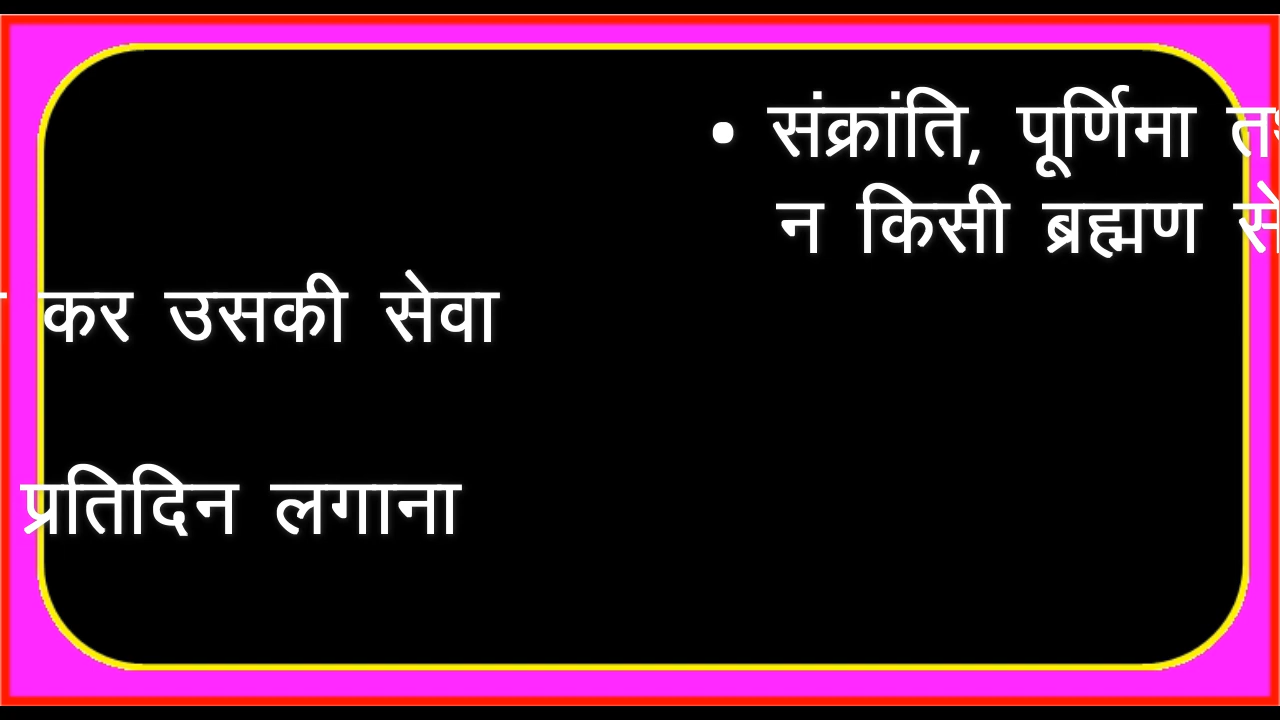 • संक्रांति, पूर्णिमा
न किसी ब्रह्मण से
कर उसकी सेवा
प्रतिदिन लगाना